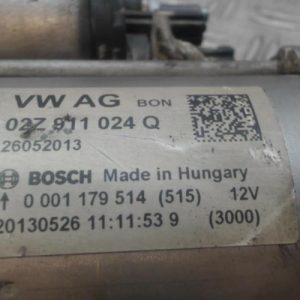 VW AG BON
02Z 911 024 Q
26052013
BOSCH Made in Hungary
0 001 179 514 (515) 12V
20130526 11:11:53 9 (3000)